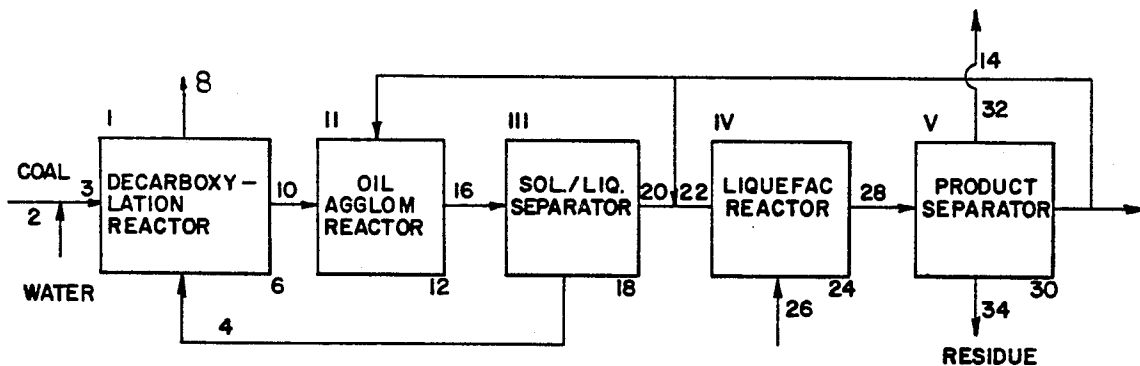 14
8
32
I
II
III
IV
V
COAL
3
2
WATER
DECARBOXY-
LATION
REACTOR
6
10
OIL
AGGLOM
REACTOR
12
16
SOL./LIQ.
SEPARATOR
18
20
22
LIQUEFAC
REACTOR
24
26
28
PRODUCT
SEPARATOR
30
4
34
RESIDUE